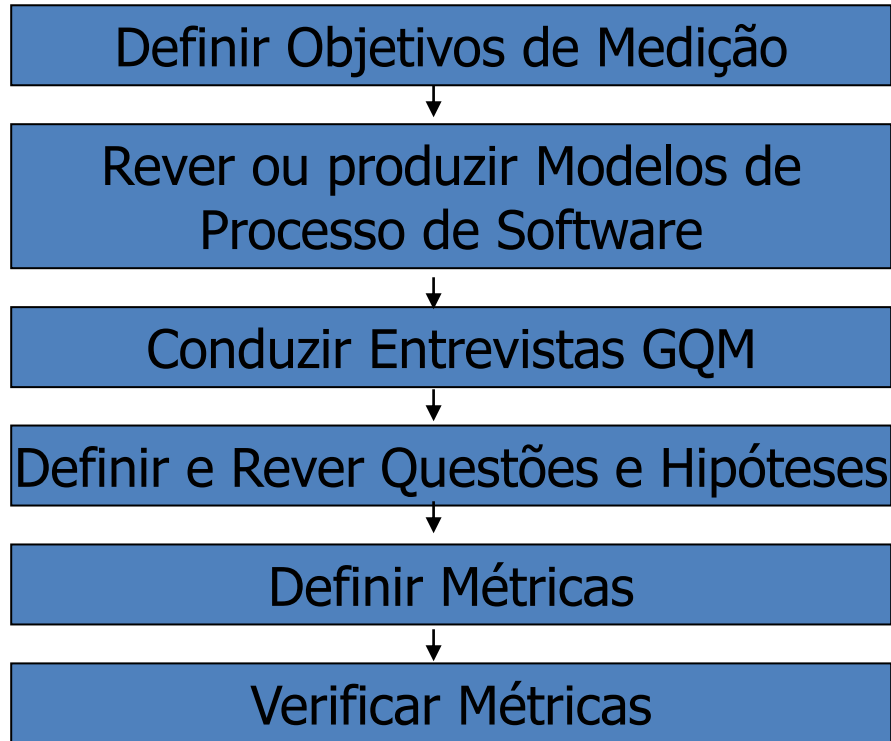 Definir Objetivos de Medição
Rever ou produzir Modelos de
Processo de Software
Conduzir Entrevistas GQM
Definir e Rever Questões e Hipóteses
Definir Métricas
Verificar Métricas